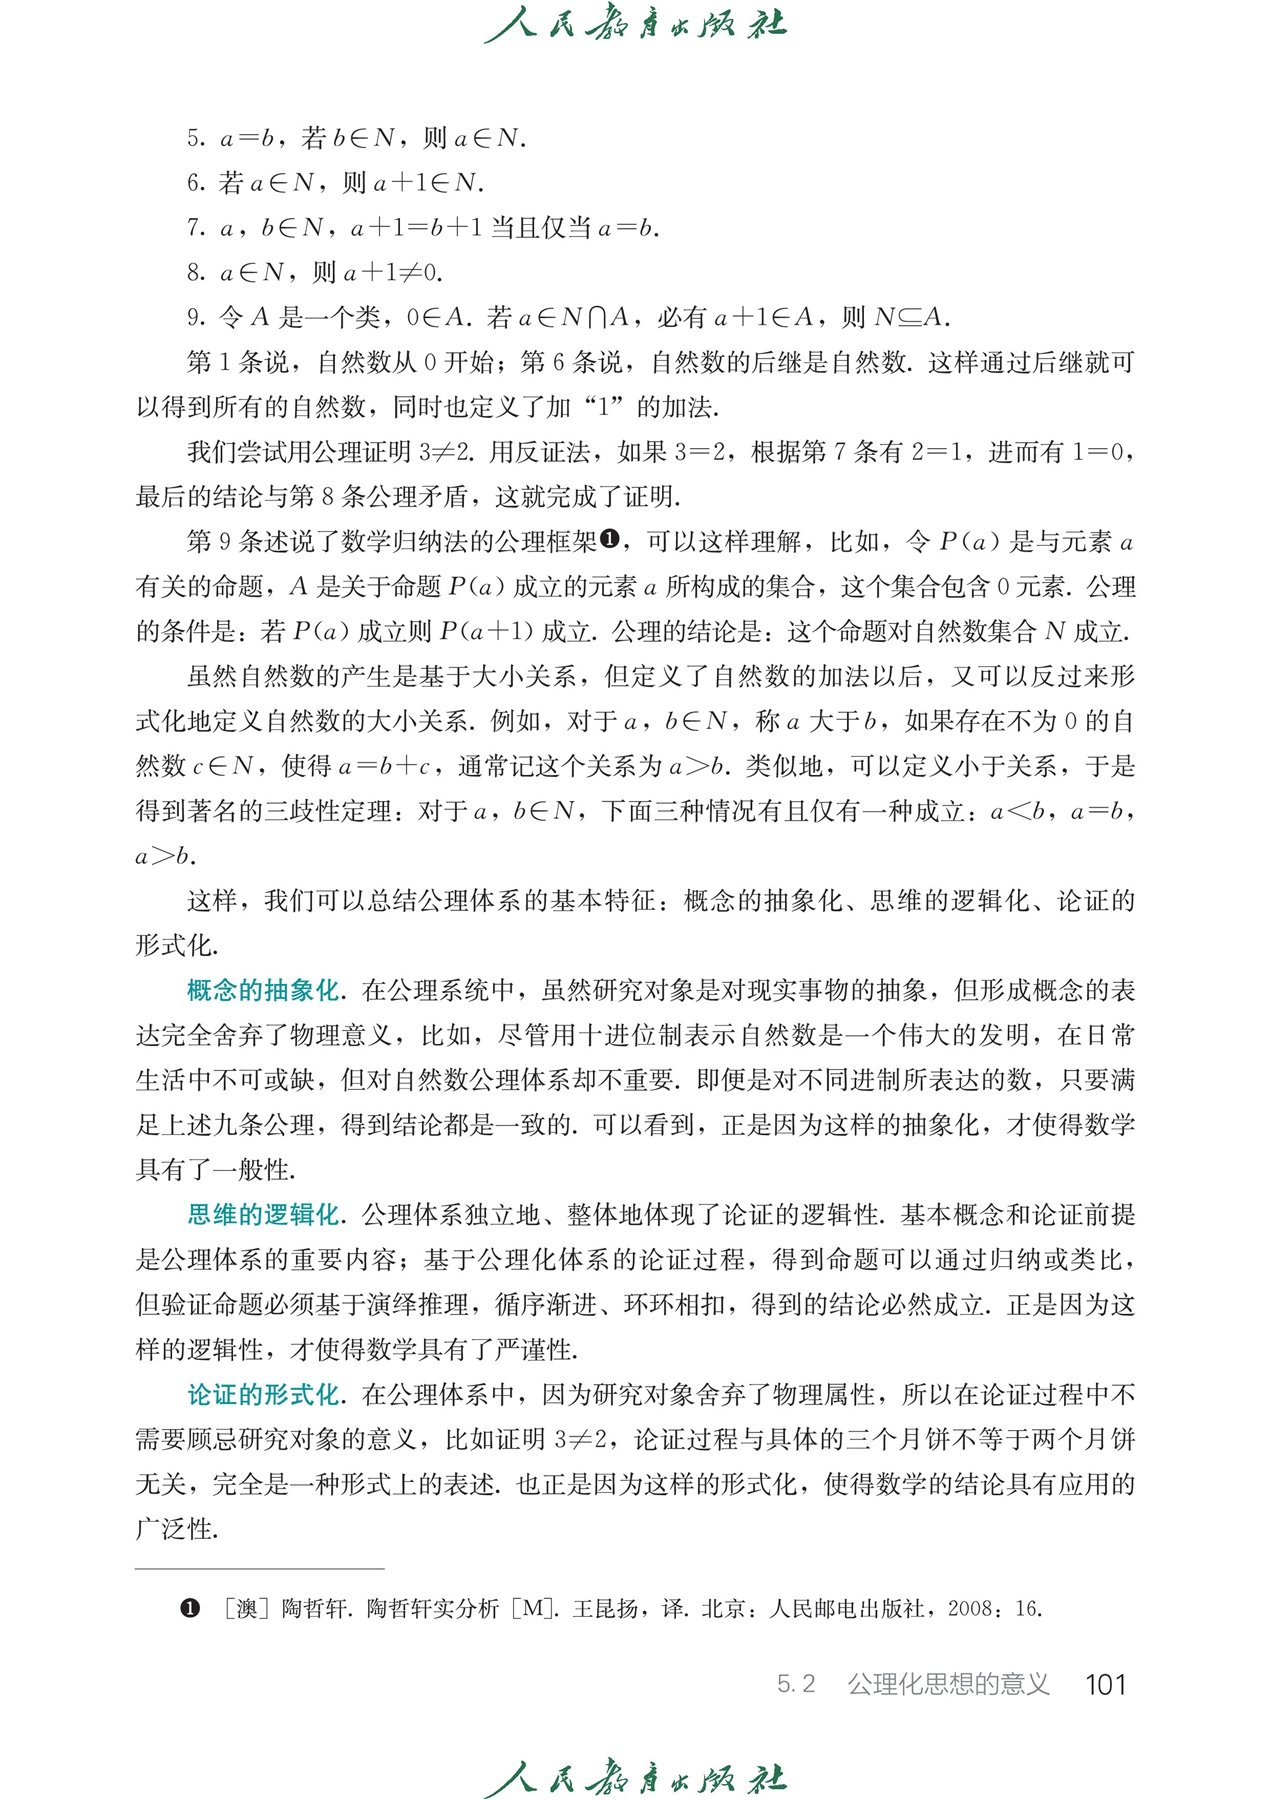 人民教育出版社
5. a＝b，若 b∈N，则 a∈N.
6. 若 a∈N，则 a＋1∈N.
7. a，b∈N，a＋1＝b＋1 当且仅当 a＝b.
8. a∈N，则 a＋1≠0.
9. 令 A 是一个类，0∈A. 若 a∈N⋂A，必有 a＋1∈A，则 N⊆A.
第 1 条说，自然数从 0 开始；第 6 条说，自然数的后继是自然数. 这样通过后继就可
以得到所有的自然数，同时也定义了加“1”的加法.
我们尝试用公理证明 3≠2. 用反证法，如果 3＝2，根据第 7 条有 2＝1，进而有 1＝0，
最后的结论与第 8 条公理矛盾，这就完成了证明.
第 9 条述说了数学归纳法的公理框架❶，可以这样理解，比如，令 P(a) 是与元素 a
有关的命题，A 是关于命题 P(a) 成立的元素 a 所构成的集合，这个集合包含 0 元素. 公理
的条件是：若 P(a) 成立则 P(a＋1) 成立. 公理的结论是：这个命题对自然数集合 N 成立.
虽然自然数的产生是基于大小关系，但定义了自然数的加法以后，又可以反过来形
式化地定义自然数的大小关系. 例如，对于 a，b∈N，称 a 大于 b，如果存在不为 0 的自
然数 c∈N，使得 a＝b＋c，通常记这个关系为 a＞b. 类似地，可以定义小于关系，于是
得到著名的三歧性定理：对于 a，b∈N，下面三种情况有且仅有一种成立：a＜b，a＝b，
a＞b.
这样，我们可以总结公理体系的基本特征：概念的抽象化、思维的逻辑化、论证的
形式化.
概念的抽象化. 在公理系统中，虽然研究对象是对现实事物的抽象，但形成概念的表
达完全舍弃了物理意义，比如，尽管用十进位制表示自然数是一个伟大的发明，在日常
生活中不可或缺，但对自然数公理体系却不重要. 即便是对不同进制所表达的数，只要满
足上述九条公理，得到结论都是一致的. 可以看到，正是因为这样的抽象化，才使得数学
具有了一般性.
思维的逻辑化. 公理体系独立地、整体地体现了论证的逻辑性. 基本概念和论证前提
是公理体系的重要内容；基于公理化体系的论证过程，得到命题可以通过归纳或类比，
但验证命题必须基于演绎推理，循序渐进、环环相扣，得到的结论必然成立. 正是因为这
样的逻辑性，才使得数学具有了严谨性.
论证的形式化. 在公理体系中，因为研究对象舍弃了物理属性，所以在论证过程中不
需要顾忌研究对象的意义，比如证明 3≠2，论证过程与具体的三个月饼不等于两个月饼
无关，完全是一种形式上的表述. 也正是因为这样的形式化，使得数学的结论具有应用的
广泛性.
❶ ［澳］陶哲轩. 陶哲轩实分析［M］. 王昆扬，译. 北京：人民邮电出版社，2008：16.
5. 2 公理化思想的意义 101
人民教育出版社